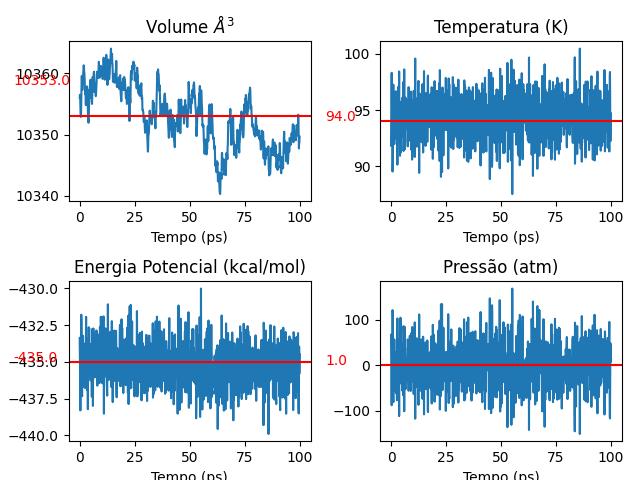 Volume Å³
10360
10353.0
10350
10340
0 25 50 75 100
Tempo (ps)
Temperatura (K)
100
95
94.0
90
0 25 50 75 100
Tempo (ps)
Energia Potencial (kcal/mol)
−430.0
−432.5
-435.0
−435.0
−437.5
−440.0
0 25 50 75 100
Tempo (ps)
Pressão (atm)
100
0
1.0
−100
0 25 50 75 100
Tempo (ps)